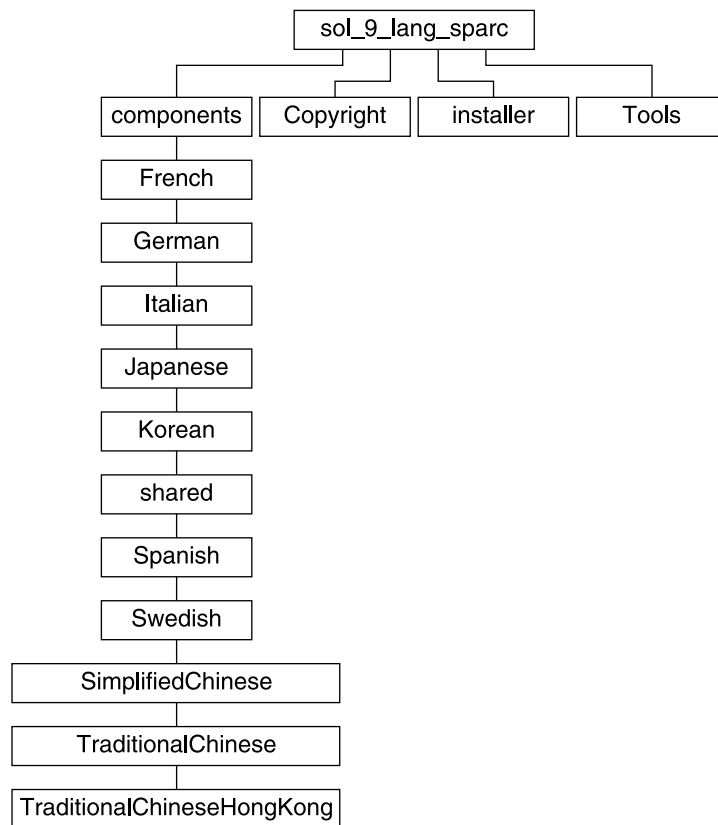 sol_9_lang_sparc
components
Copyright
installer
Tools
French
German
Italian
Japanese
Korean
shared
Spanish
Swedish
SimplifiedChinese
TraditionalChinese
TraditionalChineseHongKong